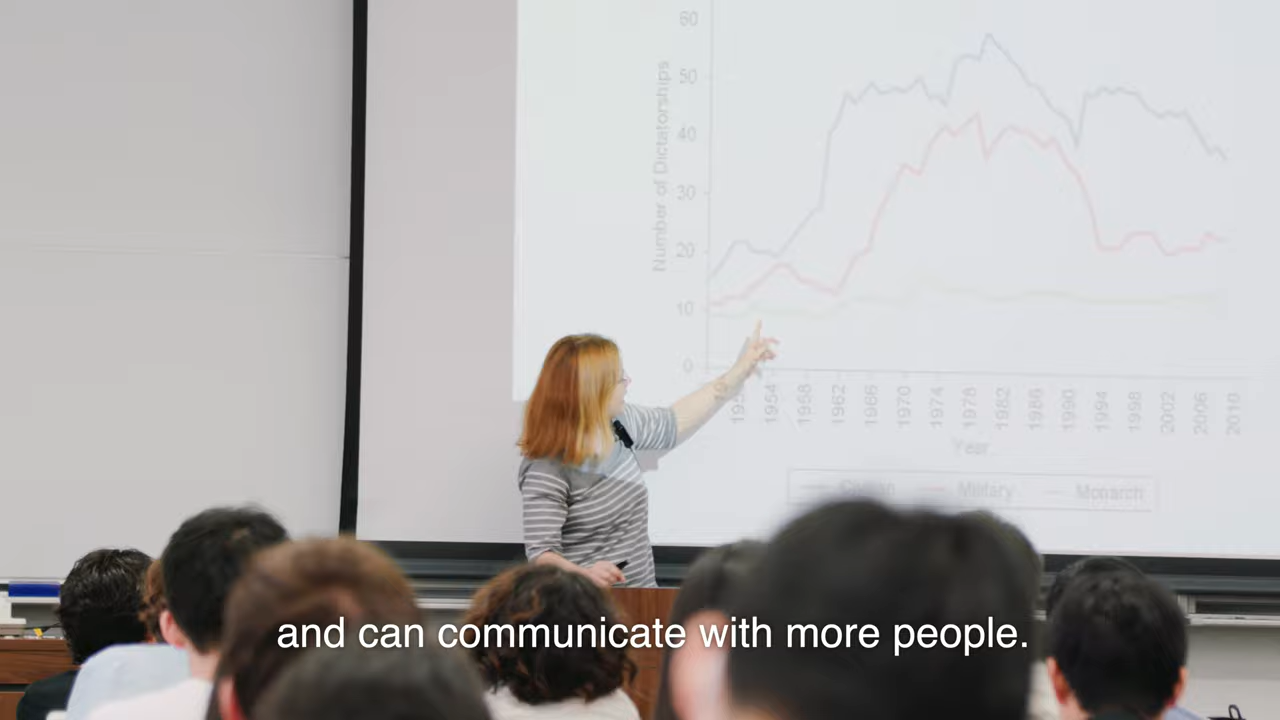 60
50
40
30
20
10
0
Number of Dictatorships
1954 1958 1962 1966 1970 1974 1978 1982 1986 1990 1994 1998 2002 2006 2010
Year
Civilian Military Monarch
and can communicate with more people.